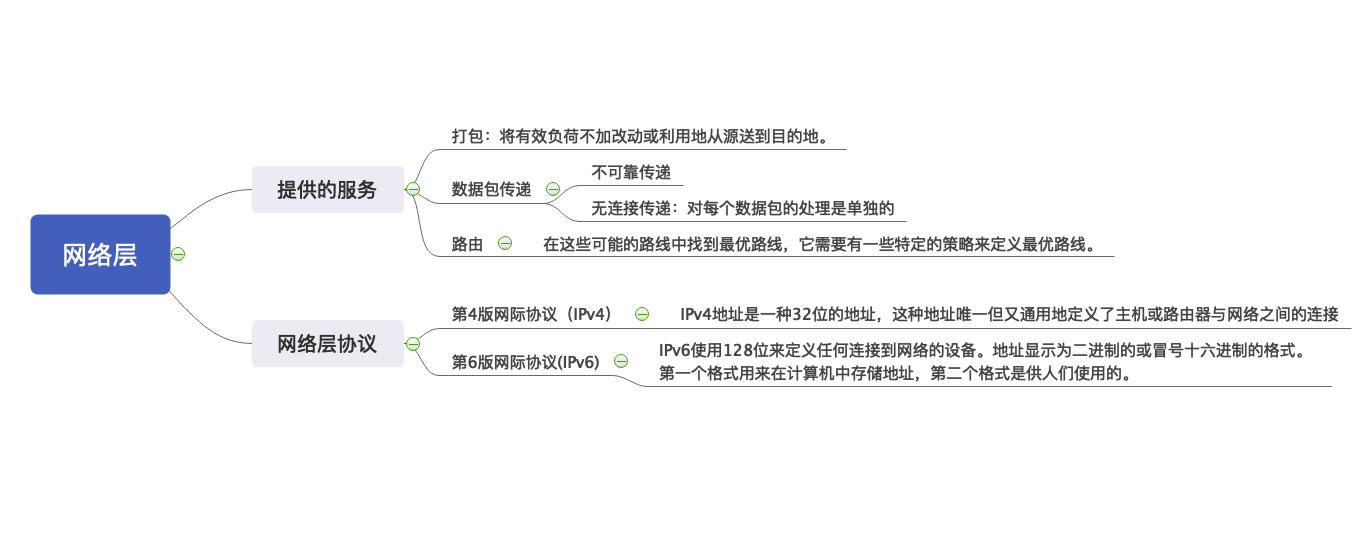 网络层
提供的服务
打包：将有效负荷不加改动或利用地从源送到目的地。
数据包传递
不可靠传递
无连接传递：对每个数据包的处理是单独的
路由
在这些可能的路线中找到最优路线，它需要有一些特定的策略来定义最优路线。
网络层协议
第4版网际协议（IPv4）
IPv4地址是一种32位的地址，这种地址唯一但又通用地定义了主机或路由器与网络之间的连接
第6版网际协议(IPv6)
IPv6使用128位来定义任何连接到网络的设备。地址显示为二进制的或冒号十六进制的格式。
第一个格式用来在计算机中存储地址，第二个格式是供人们使用的。